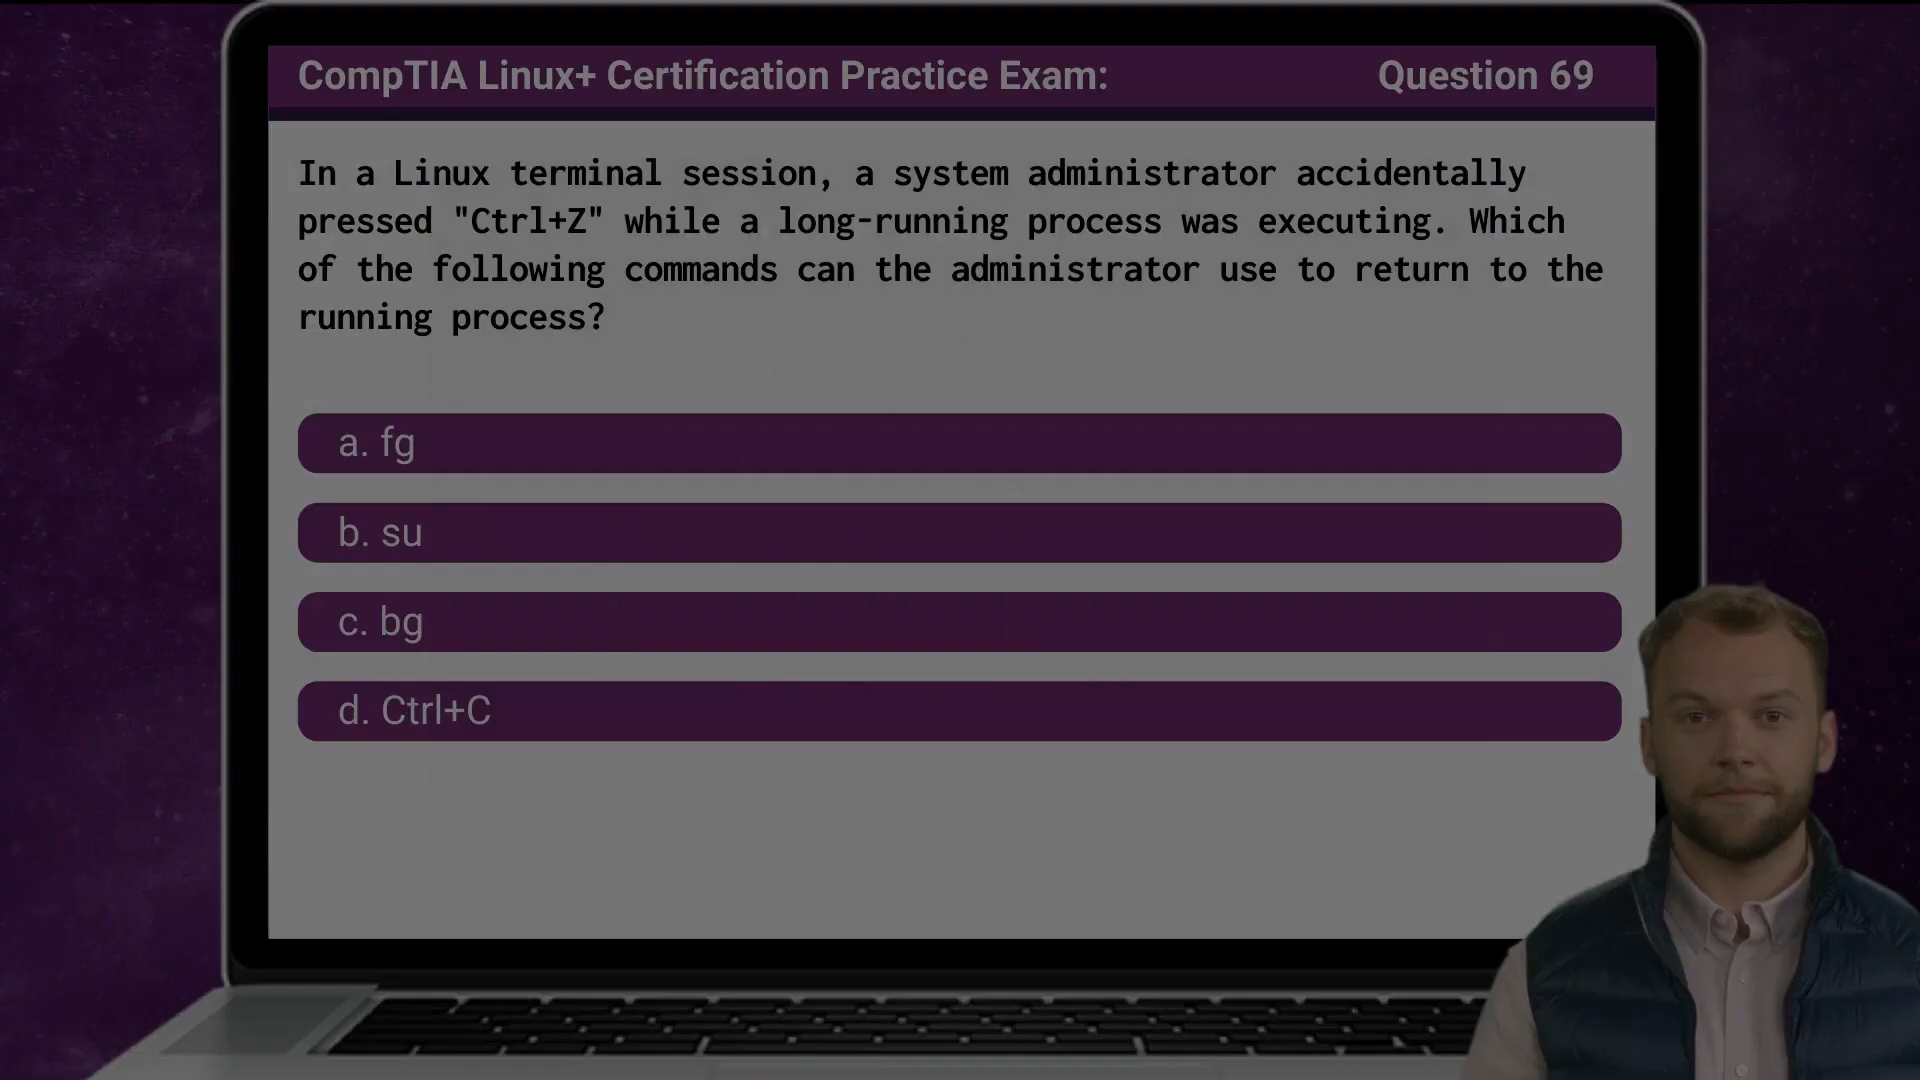 CompTIA Linux+ Certification Practice Exam:
Question 69
In a Linux terminal session, a system administrator accidentally
pressed "Ctrl+Z" while a long-running process was executing. Which
of the following commands can the administrator use to return to the
running process?
a. fg
b. su
c. bg
d. Ctrl+C